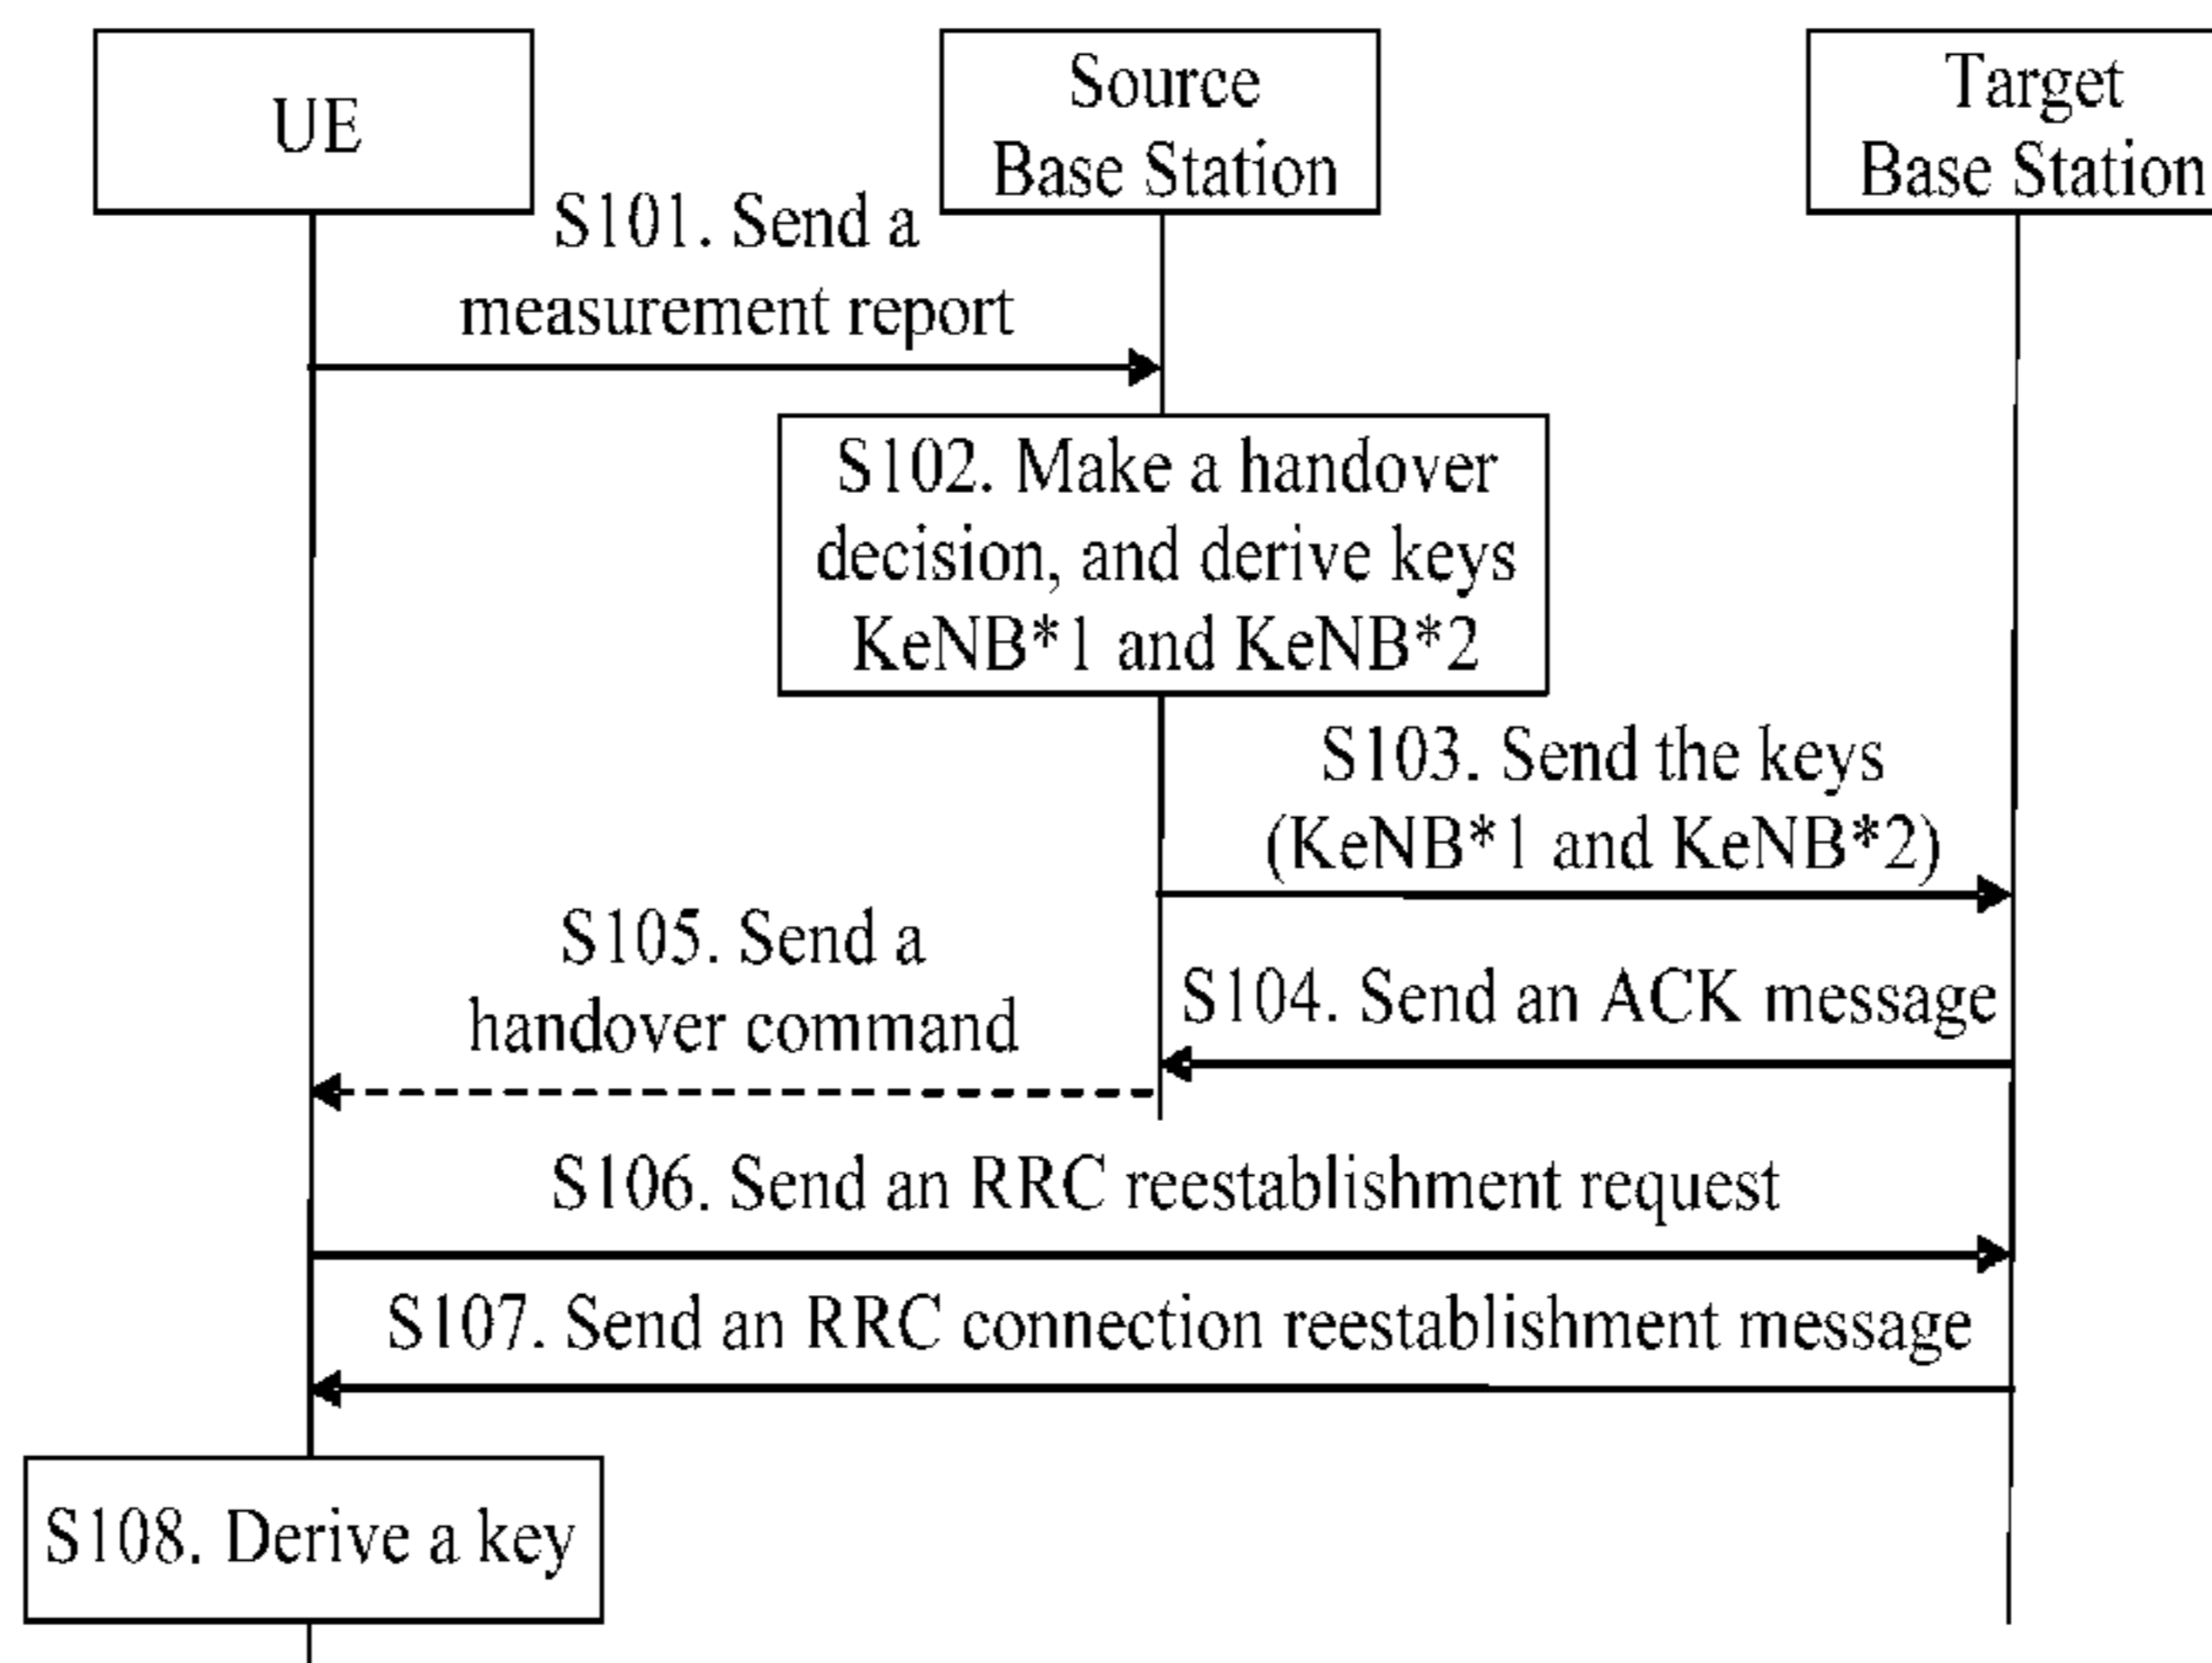 UE
Source
Base Station
Target
Base Station
S101. Send a
measurement report
S102. Make a handover
decision, and derive keys
KeNB*1 and KeNB*2
S103. Send the keys
(KeNB*1 and KeNB*2)
S105. Send a
handover command
S104. Send an ACK message
S106. Send an RRC reestablishment request
S107. Send an RRC connection reestablishment message
S108. Derive a key